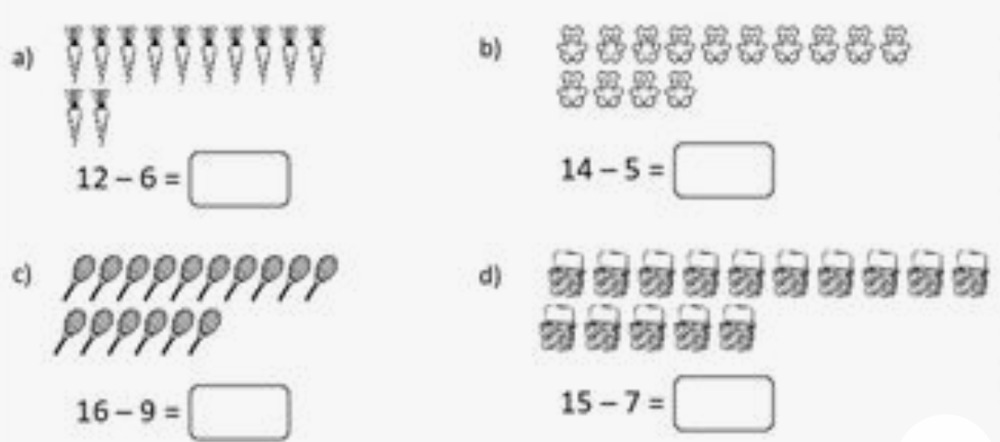 a)
12 – 6 =
b)
14 – 5 =
c)
16 – 9 =
d)
15 – 7 =